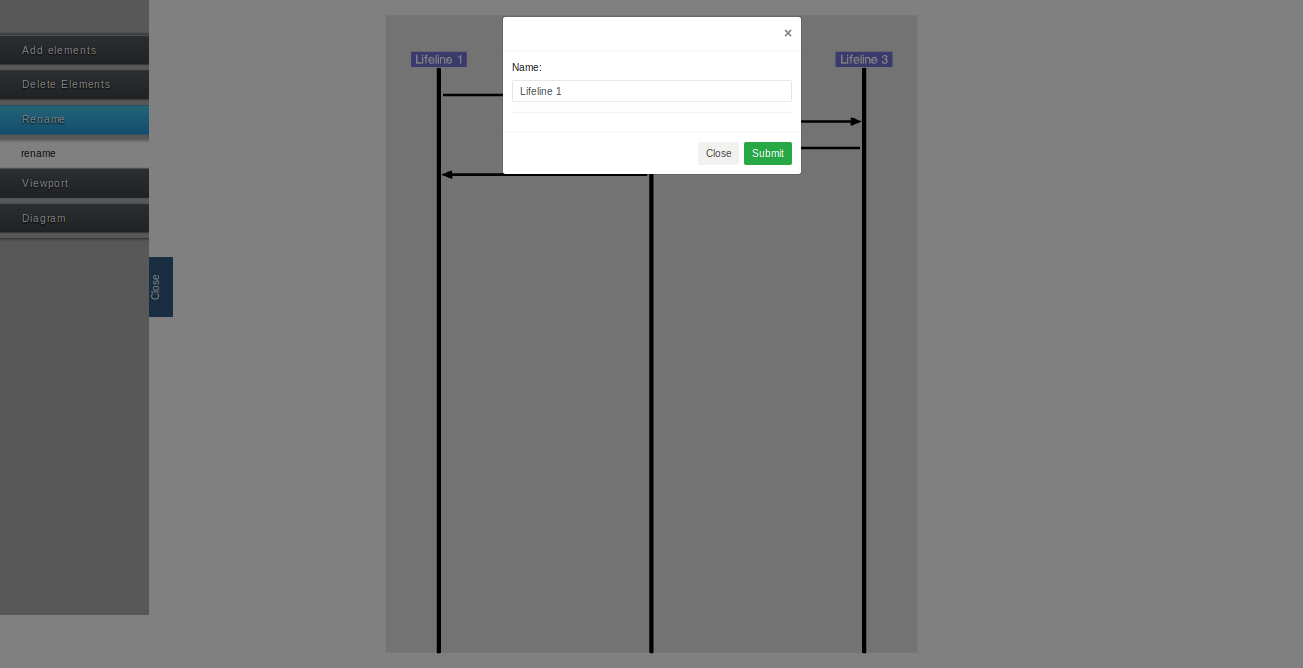 Add elements
Delete Elements
Rename
rename
Viewport
Diagram
Close
Lifeline 1
Lifeline 3
×
Name:
Lifeline 1
Close
Submit